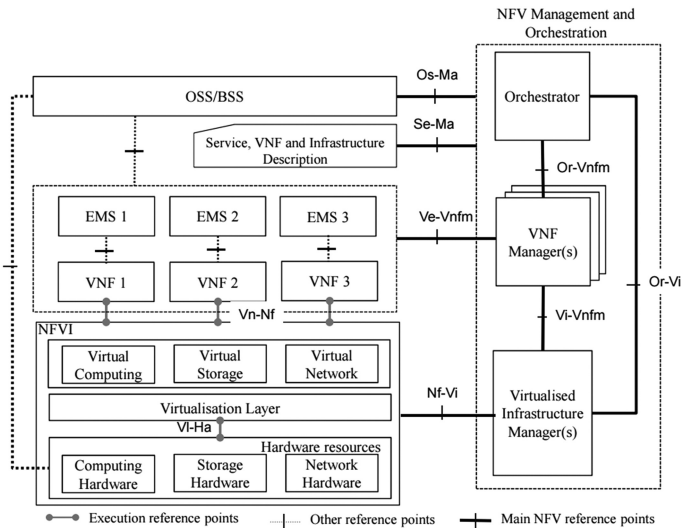 NFV Management and
Orchestration
Os-Ma
OSS/BSS
Orchestrator
Se-Ma
Service, VNF and Infrastructure
Description
Or-Vnfm
EMS 1
EMS 2
EMS 3
Ve-Vnfm
VNF
Manager(s)
VNF 1
VNF 2
VNF 3
Or-Vi
Vn-Nf
Vi-Vnfm
NFVI
Virtual
Computing
Virtual
Storage
Virtual
Network
Nf-Vi
Virtualised
Infrastructure
Manager(s)
Virtualisation Layer
Vl-Ha
Hardware resources
Computing
Hardware
Storage
Hardware
Network
Hardware
Execution reference points
Other reference points
Main NFV reference points